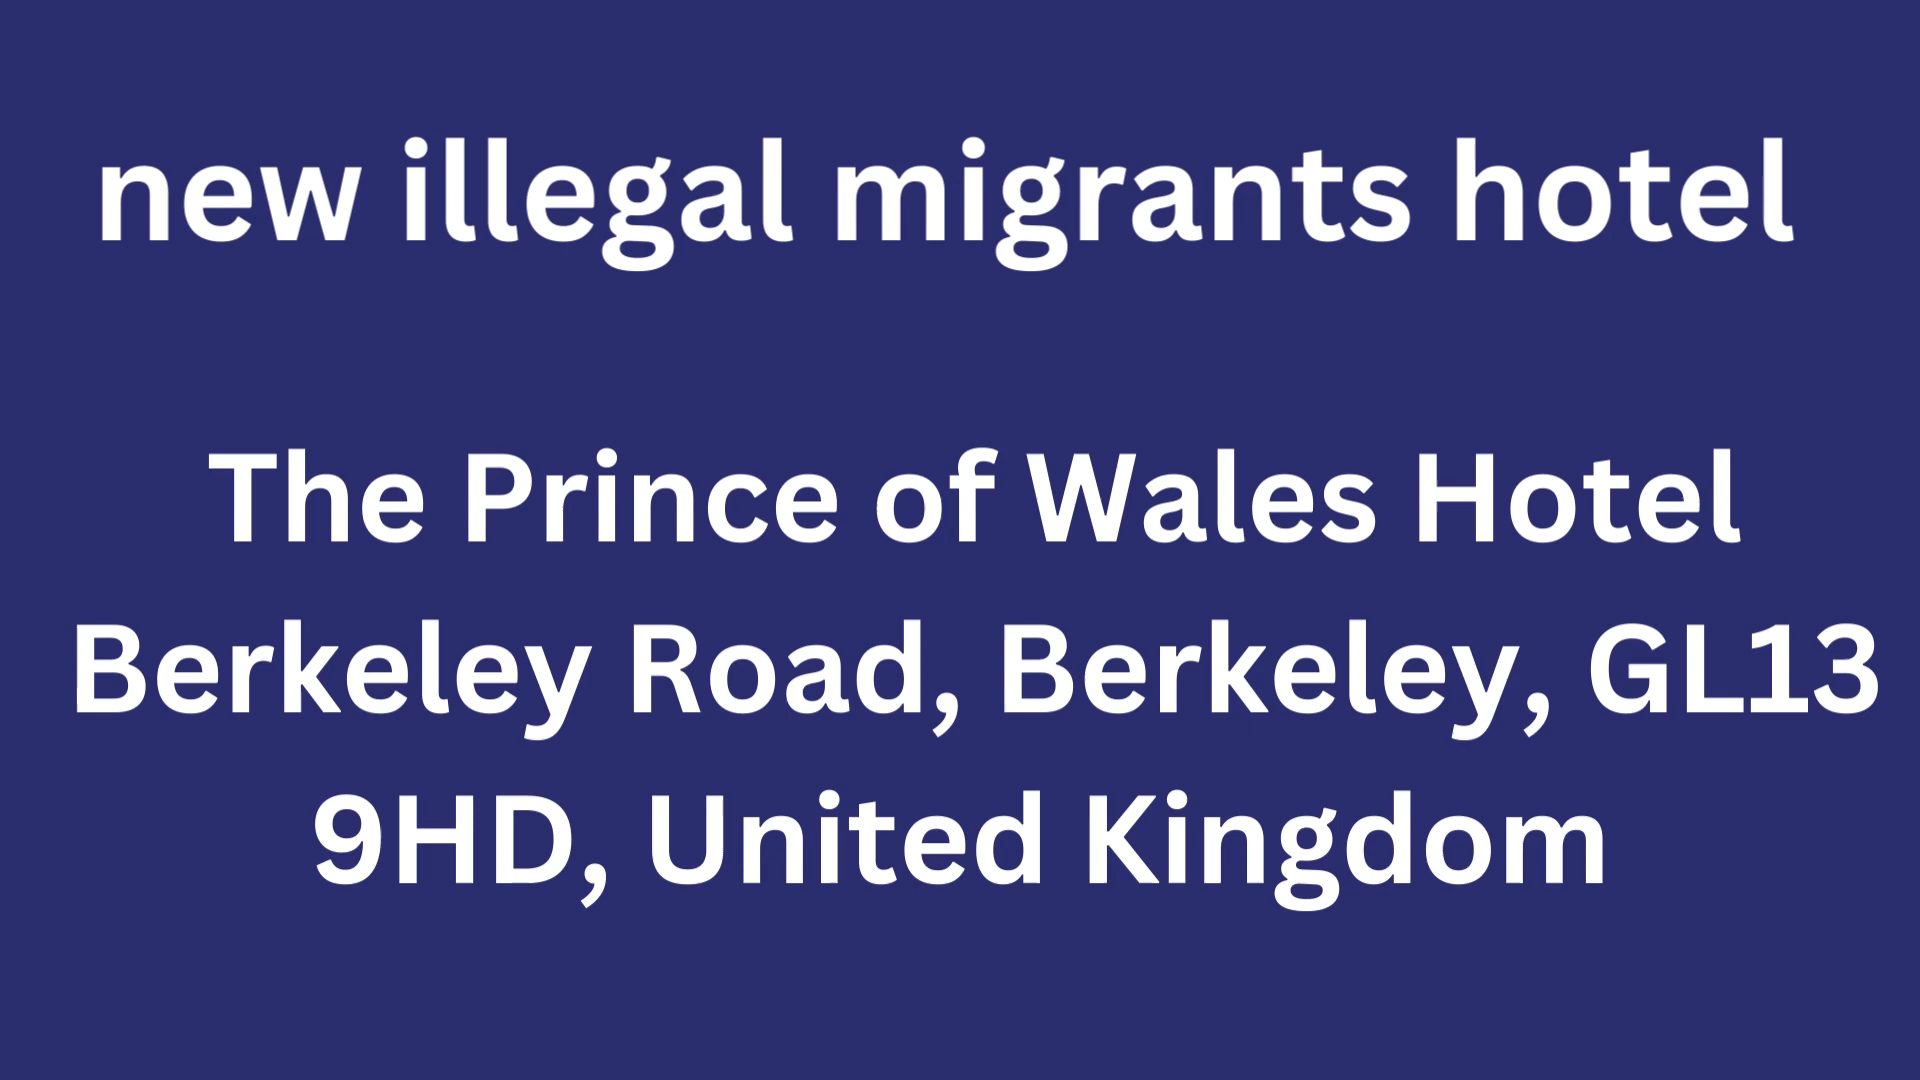 new illegal migrants hotel
The Prince of Wales Hotel
Berkeley Road, Berkeley, GL13
9HD, United Kingdom